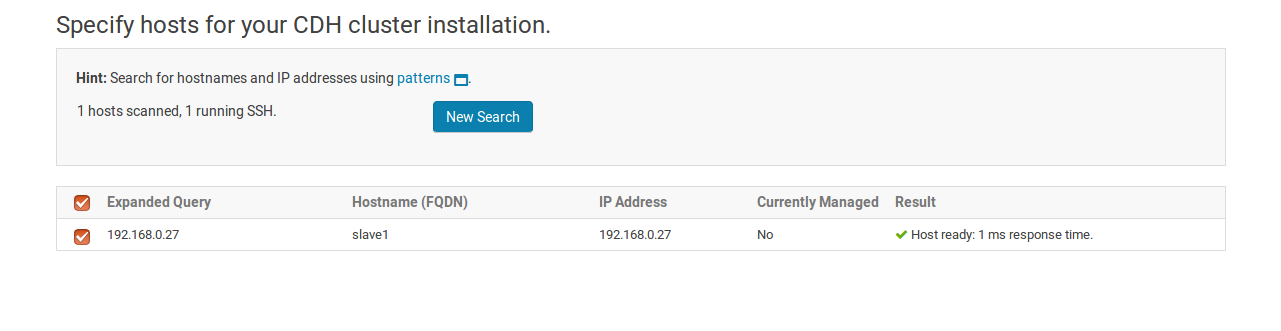 Specify hosts for your CDH cluster installation.
Hint: Search for hostnames and IP addresses using patterns .
1 hosts scanned, 1 running SSH.
New Search
Expanded Query Hostname (FQDN) IP Address Currently Managed Result
192.168.0.27 slave1 192.168.0.27 No Host ready: 1 ms response time.